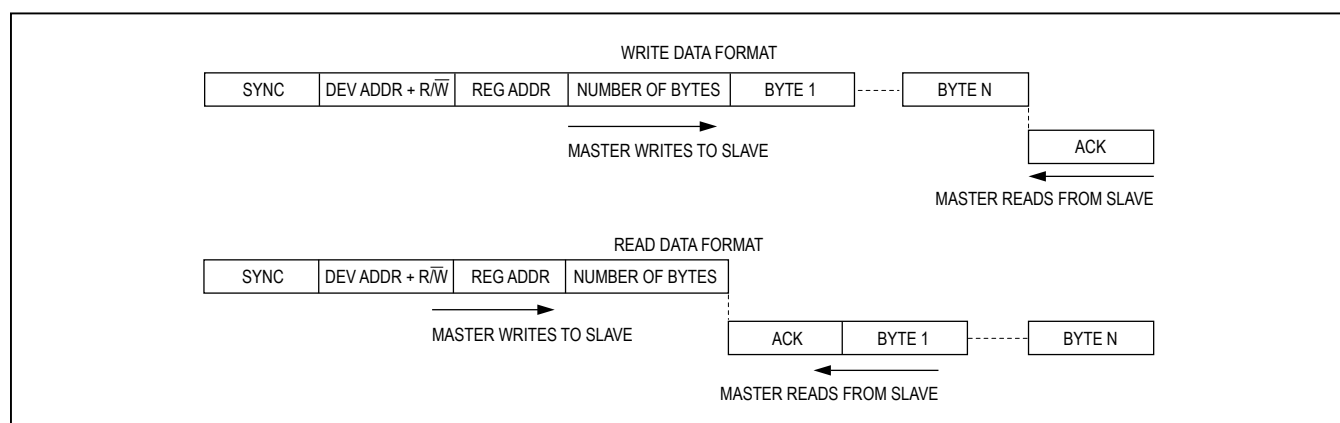 WRITE DATA FORMAT
SYNC DEV ADDR + R/W̅ REG ADDR NUMBER OF BYTES BYTE 1 BYTE N
MASTER WRITES TO SLAVE
ACK
MASTER READS FROM SLAVE
READ DATA FORMAT
SYNC DEV ADDR + R/W̅ REG ADDR NUMBER OF BYTES
MASTER WRITES TO SLAVE
ACK BYTE 1 BYTE N
MASTER READS FROM SLAVE